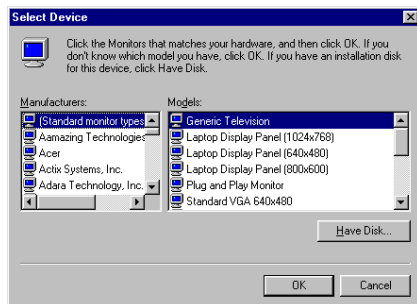 Select Device
Click the Monitors that matches your hardware, and then click OK. If you
don't know which model you have, click OK. If you have an installation disk
for this device, click Have Disk.
Manufacturers:
(Standard monitor types
Aamazing Technologies
Acer
Actix Systems, Inc.
Adara Technology, Inc.
Models:
Generic Television
Laptop Display Panel (1024x768)
Laptop Display Panel (640x480)
Laptop Display Panel (800x600)
Plug and Play Monitor
Standard VGA 640x480
Have Disk...
OK
Cancel